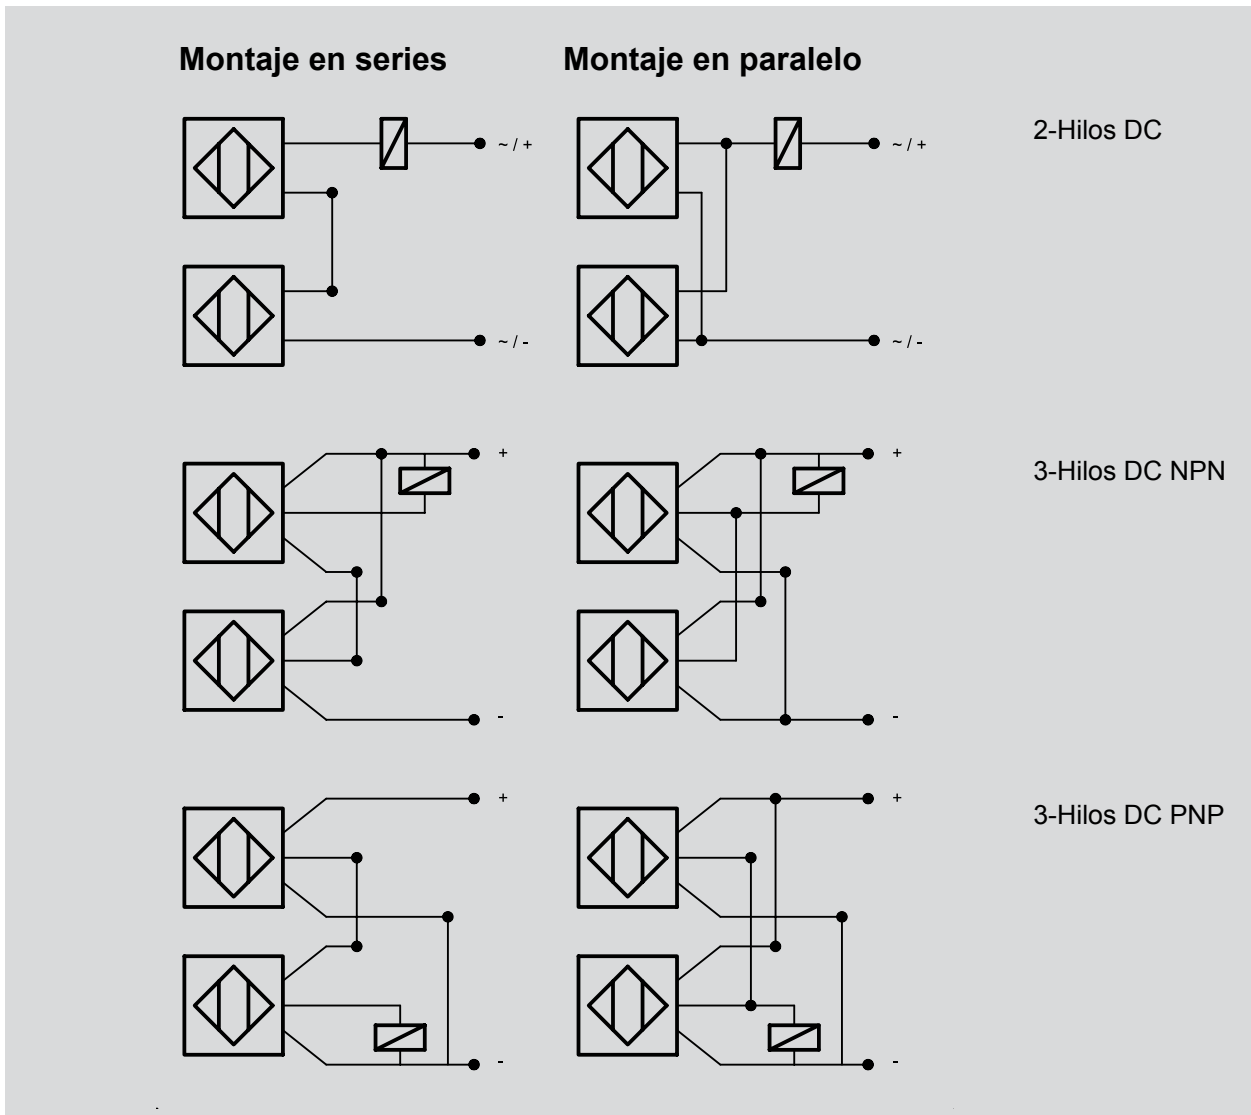 Montaje en series
Montaje en paralelo
~ / +
~ / +
2-Hilos DC
~ / -
~ / -
+
+
3-Hilos DC NPN
-
-
+
+
3-Hilos DC PNP
-
-